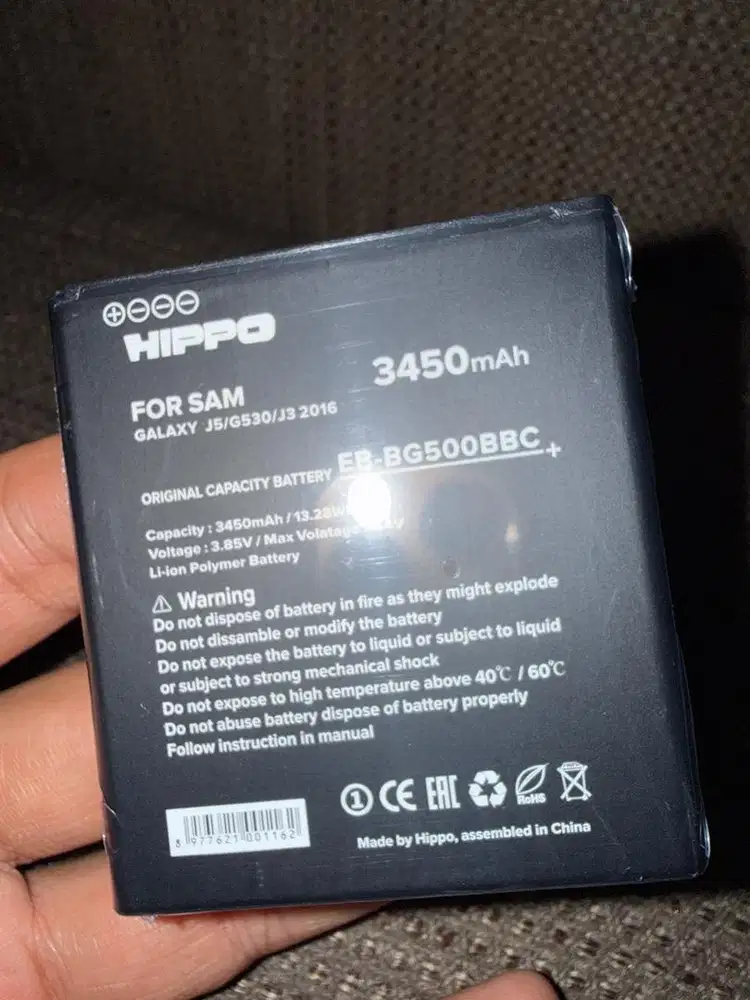 HIPPO
3450mAh
FOR SAM
GALAXY J5/G530/J3 2016
ORIGINAL CAPACITY BATTERY EB-BG500BBC +
Capacity : 3450mAh / 13.28W
Voltage : 3.85V / Max Volatage
Li-ion Polymer Battery
Warning
Do not dispose of battery in fire as they might explode
Do not dissamble or modify the battery
Do not expose the battery to liquid or subject to liquid
or subject to strong mechanical shock
Do not expose to high temperature above 40℃ / 60℃
Do not abuse battery dispose of battery properly
Follow instruction in manual
1 CE EAC RoHS
8 977621 001162
Made by Hippo, assembled in China